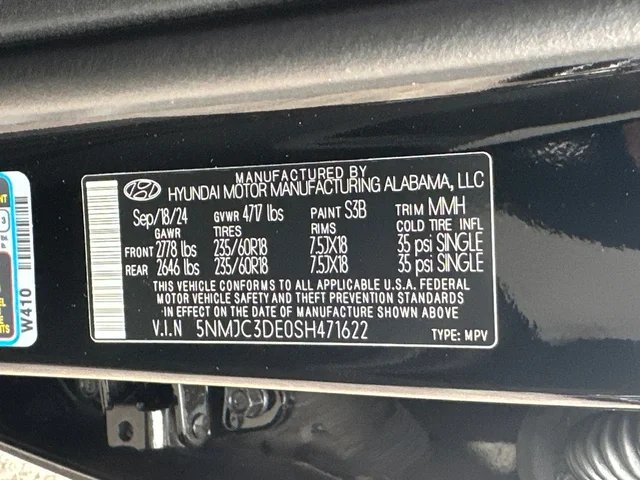 MANUFACTURED BY
HYUNDAI MOTOR MANUFACTURING ALABAMA, LLC
Sep/18/24 GVWR 4717 lbs PAINT S3B TRIM MMH
GAWR TIRES RIMS COLD TIRE INFL
FRONT 2778 lbs 235/60R18 7.5JX18 35 psi SINGLE
REAR 2646 lbs 235/60R18 7.5JX18 35 psi SINGLE
THIS VEHICLE CONFORMS TO ALL APPLICABLE U.S.A. FEDERAL
MOTOR VEHICLE SAFETY, BUMPER, AND THEFT PREVENTION STANDARDS
IN EFFECT ON THE DATE OF MANUFACTURE SHOWN ABOVE
V.I.N 5NMJC3DE0SH471622 TYPE: MPV
W410